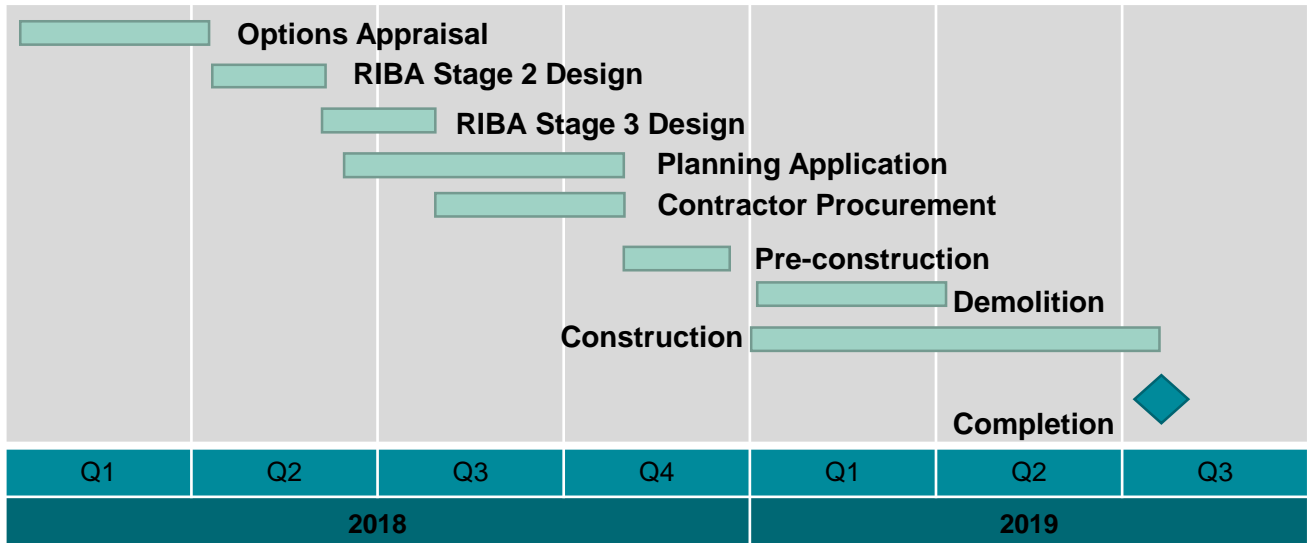 Options Appraisal
RIBA Stage 2 Design
RIBA Stage 3 Design
Planning Application
Contractor Procurement
Pre-construction
Demolition
Construction
Completion
Q1 Q2 Q3 Q4 Q1 Q2 Q3
2018 2019